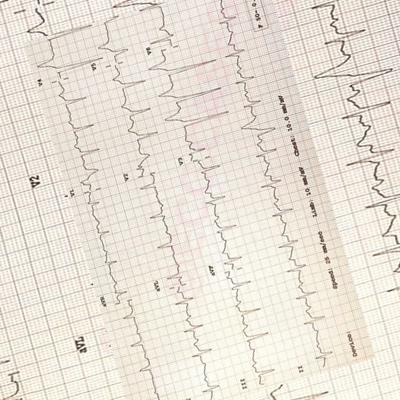 Device: Speed: 25 mm/sec Limb: 10 mm/mV Chest: 10.0 mm/mV F 50~ 0
II
III
aVF
V3
V6
aVL
V2
V5
aVR
V1
V4
V2
aVL